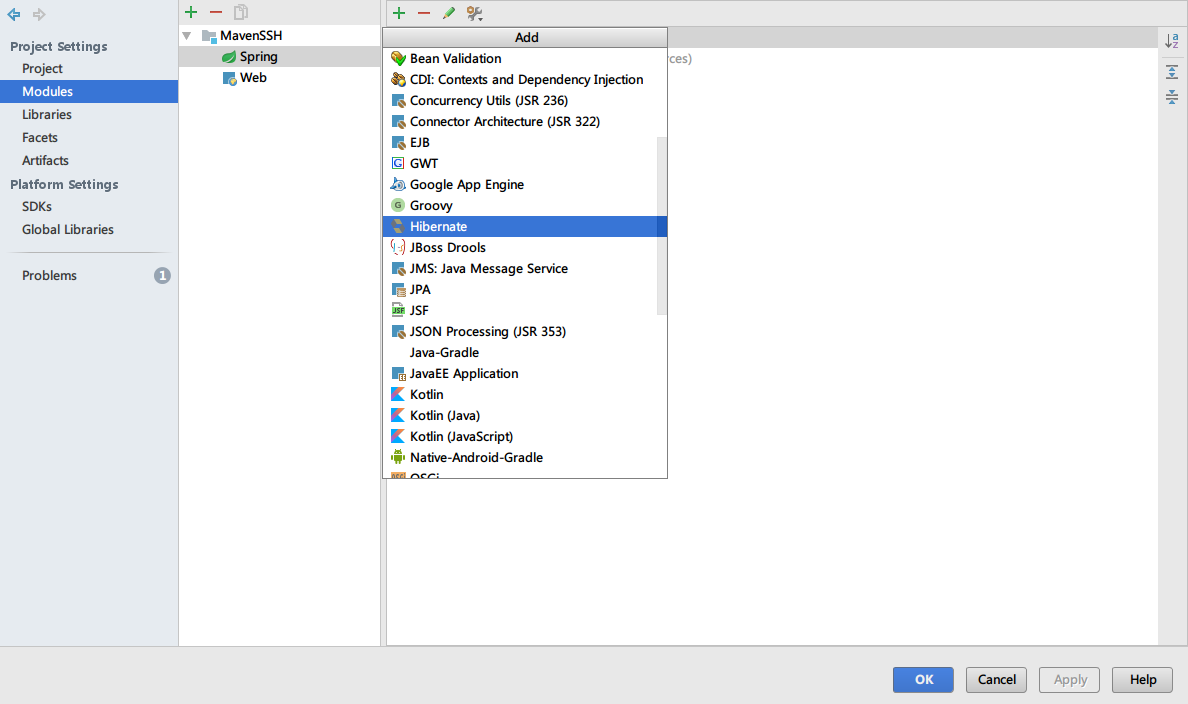 Project Settings
Project
Modules
Libraries
Facets
Artifacts
Platform Settings
SDKs
Global Libraries
Problems
1
MavenSSH
Spring
Web
Add
Bean Validation
CDI: Contexts and Dependency Injection
Concurrency Utils (JSR 236)
Connector Architecture (JSR 322)
EJB
G GWT
Google App Engine
G Groovy
Hibernate
JBoss Drools
JMS: Java Message Service
JPA
JSF JSF
JSON Processing (JSR 353)
Java-Gradle
JavaEE Application
Kotlin
Kotlin (Java)
Kotlin (JavaScript)
Native-Android-Gradle
OSGi
rces)
a
z
OK
Cancel
Apply
Help